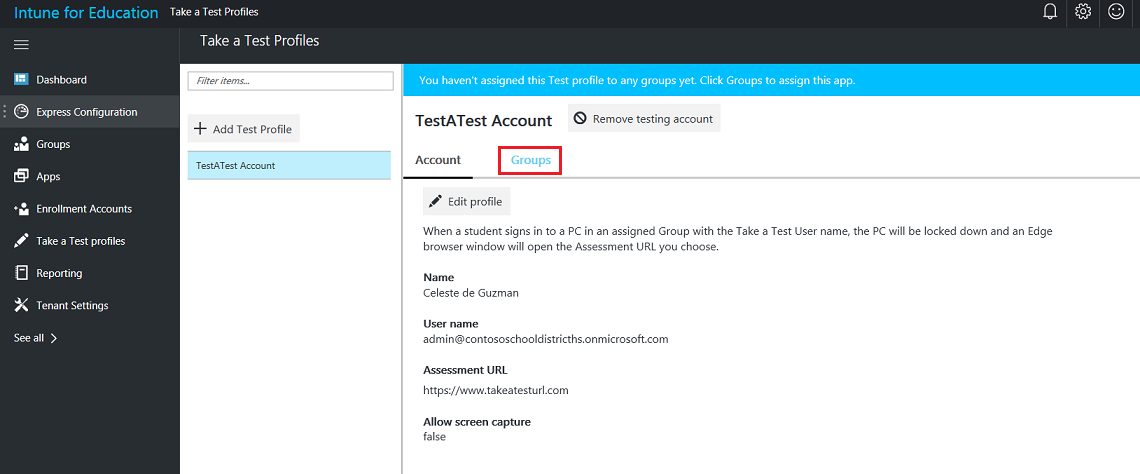 Intune for Education Take a Test Profiles
Take a Test Profiles
Dashboard
Express Configuration
Groups
Apps
Enrollment Accounts
Take a Test profiles
Reporting
Tenant Settings
See all
Filter items...
Add Test Profile
TestATest Account
You haven't assigned this Test profile to any groups yet. Click Groups to assign this app.
TestATest Account Remove testing account
Account Groups
Edit profile
When a student signs in to a PC in an assigned Group with the Take a Test User name, the PC will be locked down and an Edge
browser window will open the Assessment URL you choose.
Name
Celeste de Guzman
User name
admin@contososchooldistricths.onmicrosoft.com
Assessment URL
https://www.takeatesturl.com
Allow screen capture
false